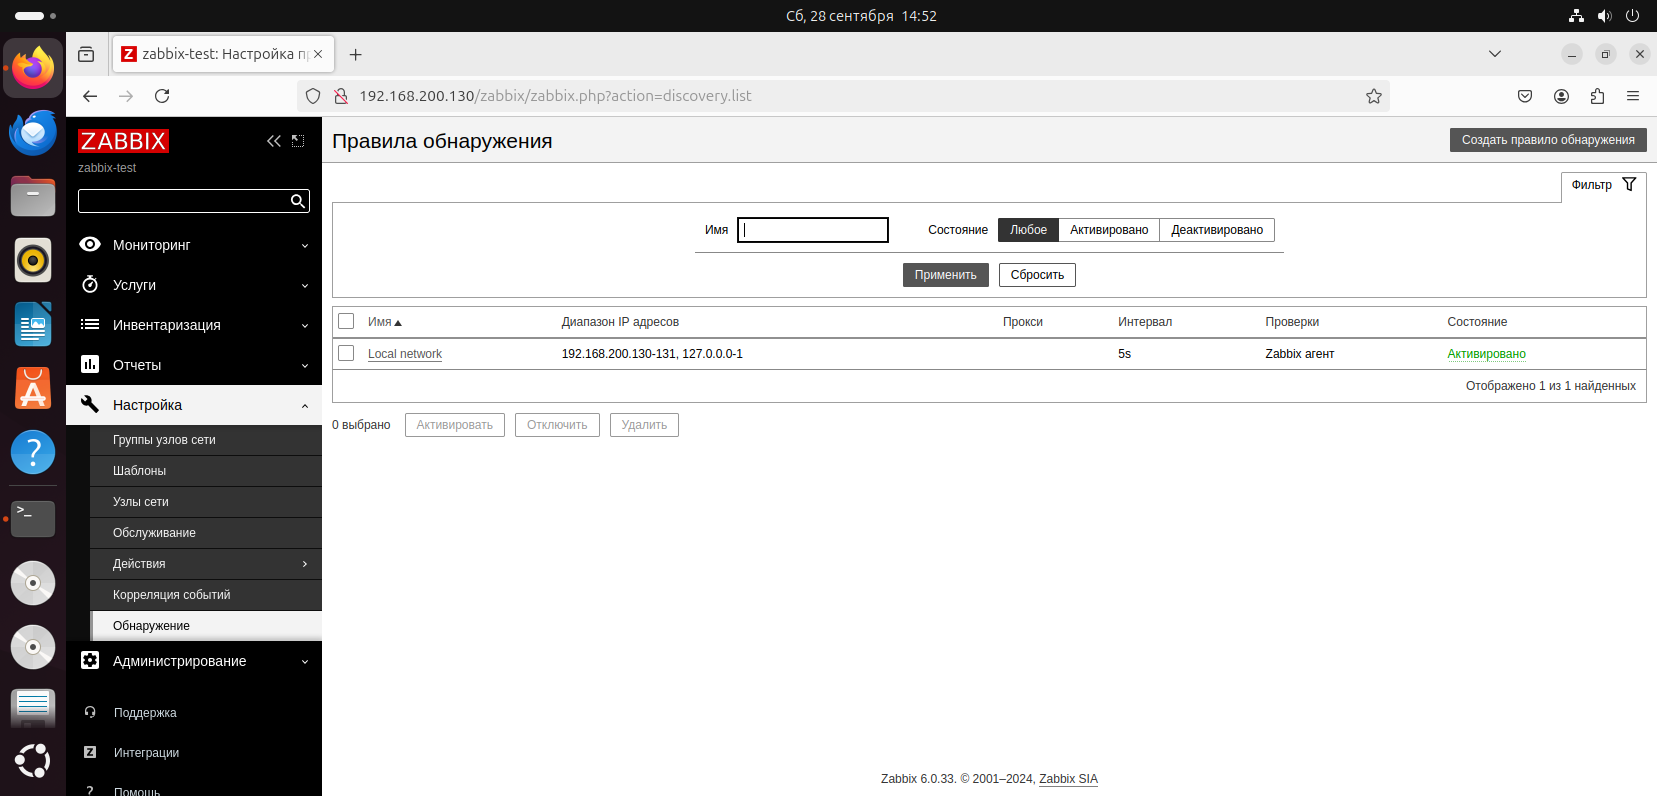 Сб, 28 сентября 14:52
zabbix-test: Настройка п
192.168.200.130/zabbix/zabbix.php?action=discovery.list
ZABBIX
zabbix-test
Мониторинг
Услуги
Инвентаризация
Отчеты
Настройка
Группы узлов сети
Шаблоны
Узлы сети
Обслуживание
Действия
Корреляция событий
Обнаружение
Администрирование
Поддержка
Интеграции
Помощь
Правила обнаружения
Создать правило обнаружения
Фильтр
Имя Состояние Любое Активировано Деактивировано
Применить Сбросить
Имя Диапазон IP адресов Прокси Интервал Проверки Состояние
Local network 192.168.200.130-131, 127.0.0.0-1 5s Zabbix агент Активировано
Отображено 1 из 1 найденных
0 выбрано Активировать Отключить Удалить
Zabbix 6.0.33. © 2001–2024, Zabbix SIA